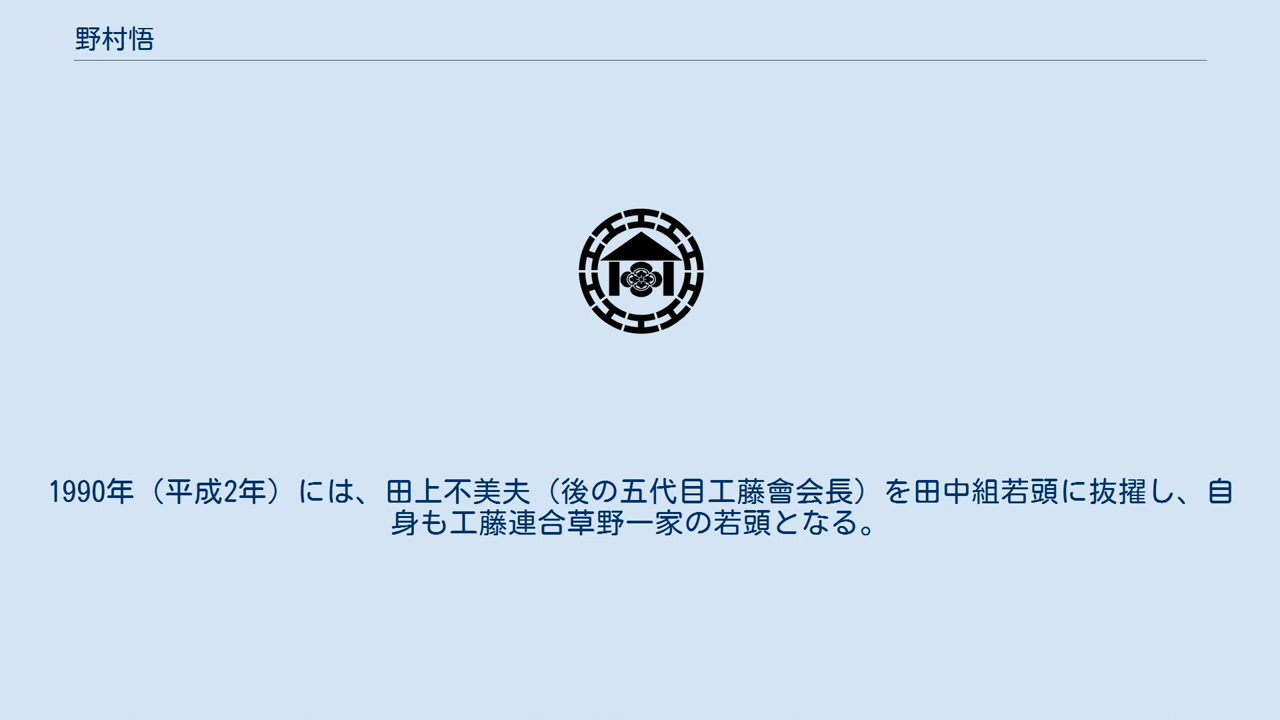 野村悟
1990年（平成2年）には、田上不美夫（後の五代目工藤會会長）を田中組若頭に抜擢し、自
身も工藤連合草野一家の若頭となる。